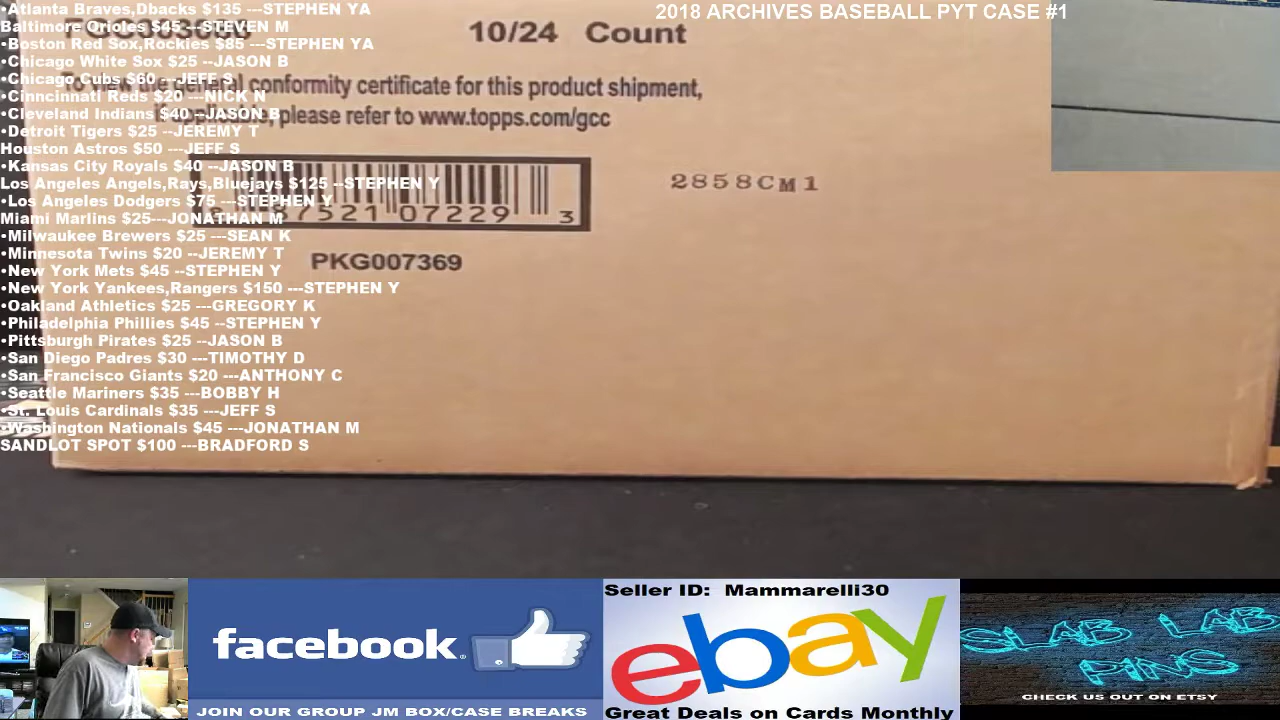 •Atlanta Braves,Dbacks $135 ---STEPHEN YA
Baltimore Orioles $45 ---STEVEN M
•Boston Red Sox,Rockies $85 ---STEPHEN YA
•Chicago White Sox $25 --JASON B
•Chicago Cubs $60 ---JEFF S
•Cinncinnati Reds $20 ---NICK N
•Cleveland Indians $40 --JASON B
•Detroit Tigers $25 --JEREMY T
Houston Astros $50 ---JEFF S
•Kansas City Royals $40 --JASON B
Los Angeles Angels,Rays,Bluejays $125 --STEPHEN Y
•Los Angeles Dodgers $75 ---STEPHEN Y
Miami Marlins $25---JONATHAN M
•Milwaukee Brewers $25 ---SEAN K
•Minnesota Twins $20 --JEREMY T
•New York Mets $45 --STEPHEN Y
•New York Yankees,Rangers $150 ---STEPHEN Y
•Oakland Athletics $25 ---GREGORY K
•Philadelphia Phillies $45 --STEPHEN Y
•Pittsburgh Pirates $25 --JASON B
•San Diego Padres $30 ---TIMOTHY D
•San Francisco Giants $20 ---ANTHONY C
•Seattle Mariners $35 ---BOBBY H
•St. Louis Cardinals $35 ---JEFF S
•Washington Nationals $45 ---JONATHAN M
SANDLOT SPOT $100 ---BRADFORD S
2018 ARCHIVES BASEBALL PYT CASE #1
10/24 Count
To view the general conformity certificate for this product shipment,
if applicable, please refer to www.topps.com/gcc
87521 07229 3
2858CM1
PKG007369
facebook
JOIN OUR GROUP JM BOX/CASE BREAKS
Seller ID: Mammarelli30
ebay
Great Deals on Cards Monthly
SLAB LAB
PINS
CHECK US OUT ON ETSY